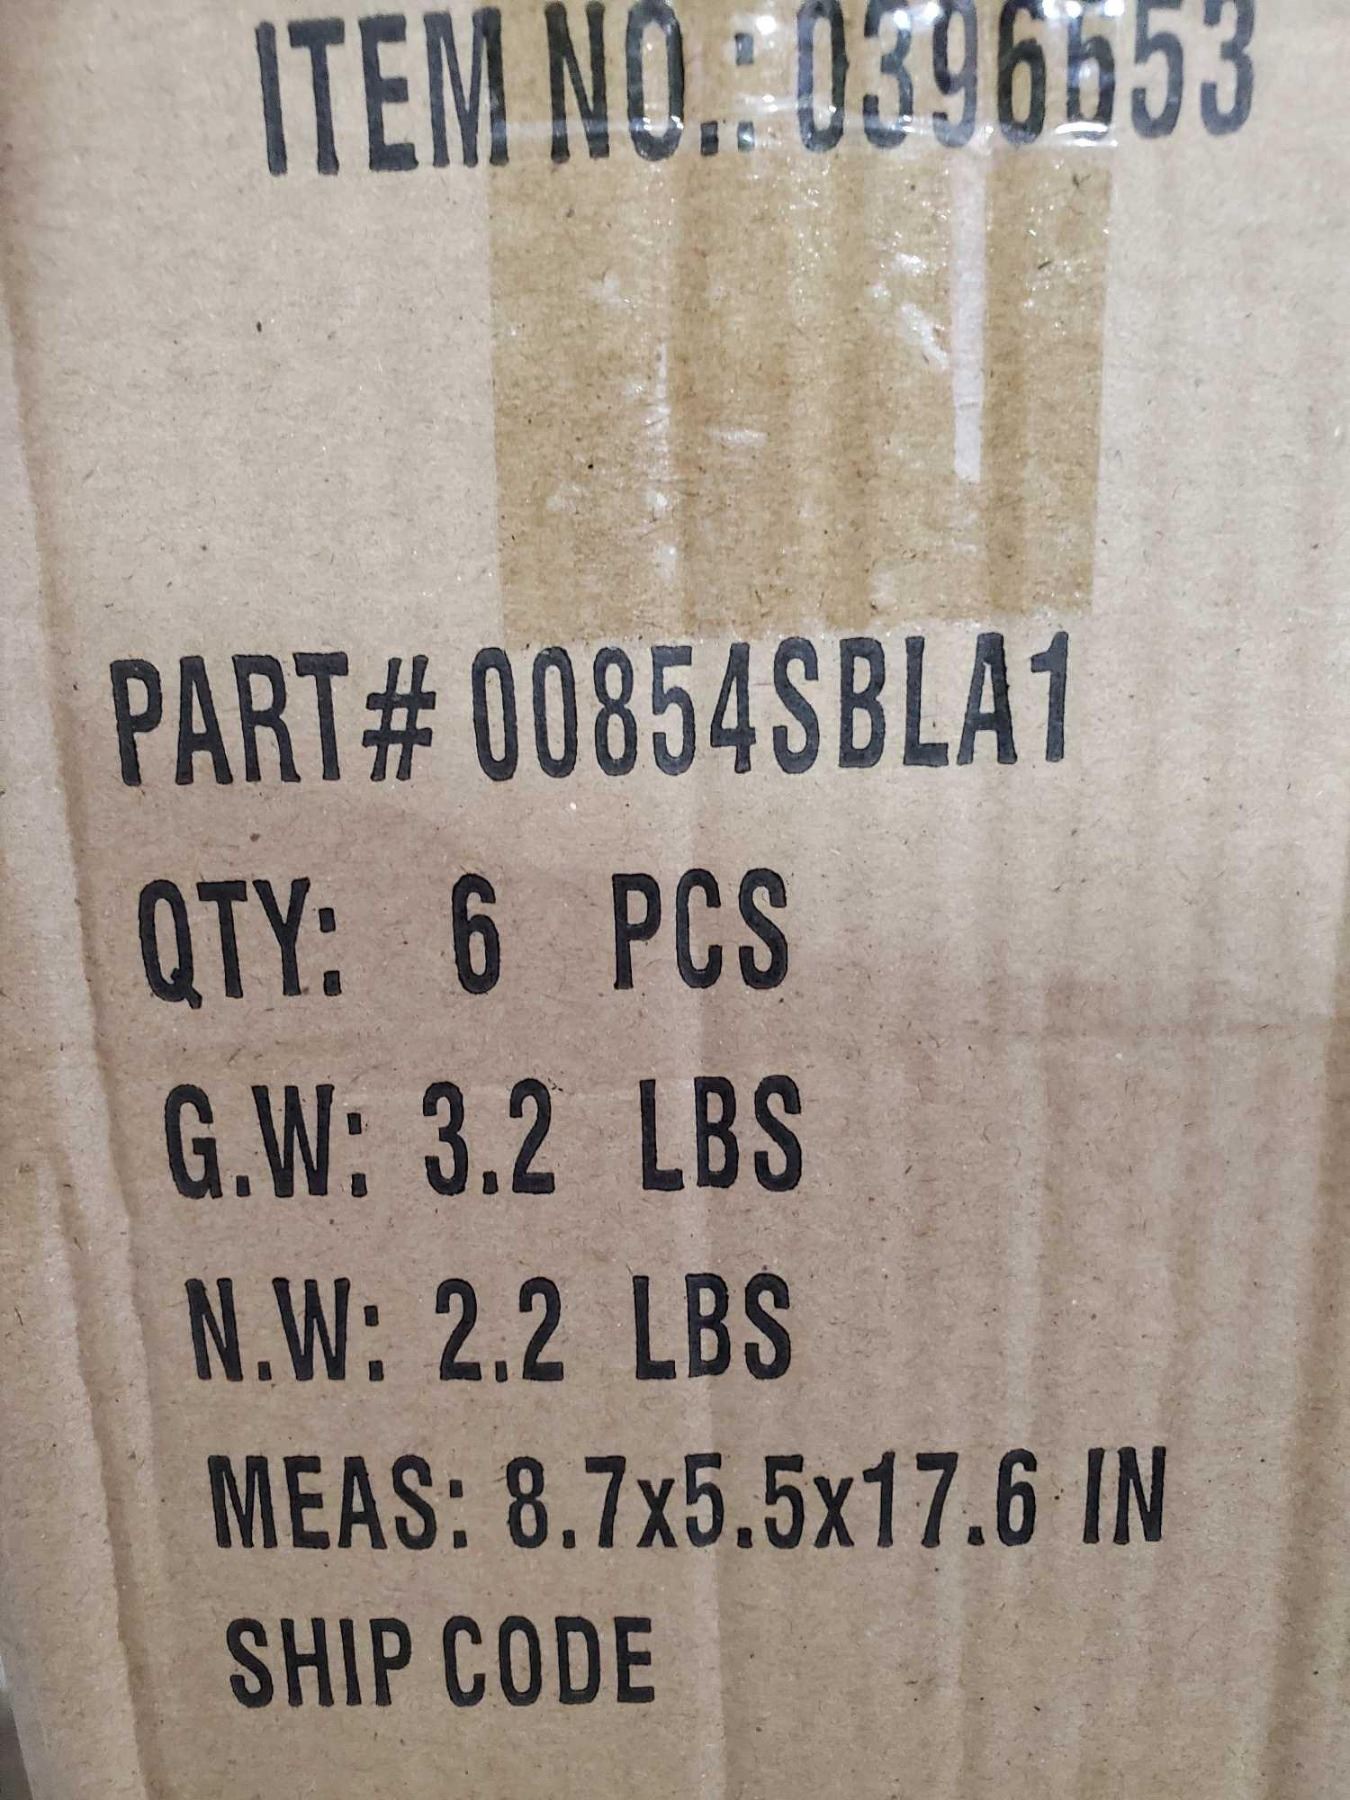 ITEM NO.: 0396653
PART# 00854SBLA1
QTY: 6 PCS
G.W: 3.2 LBS
N.W: 2.2 LBS
MEAS: 8.7x5.5x17.6 IN
SHIP CODE